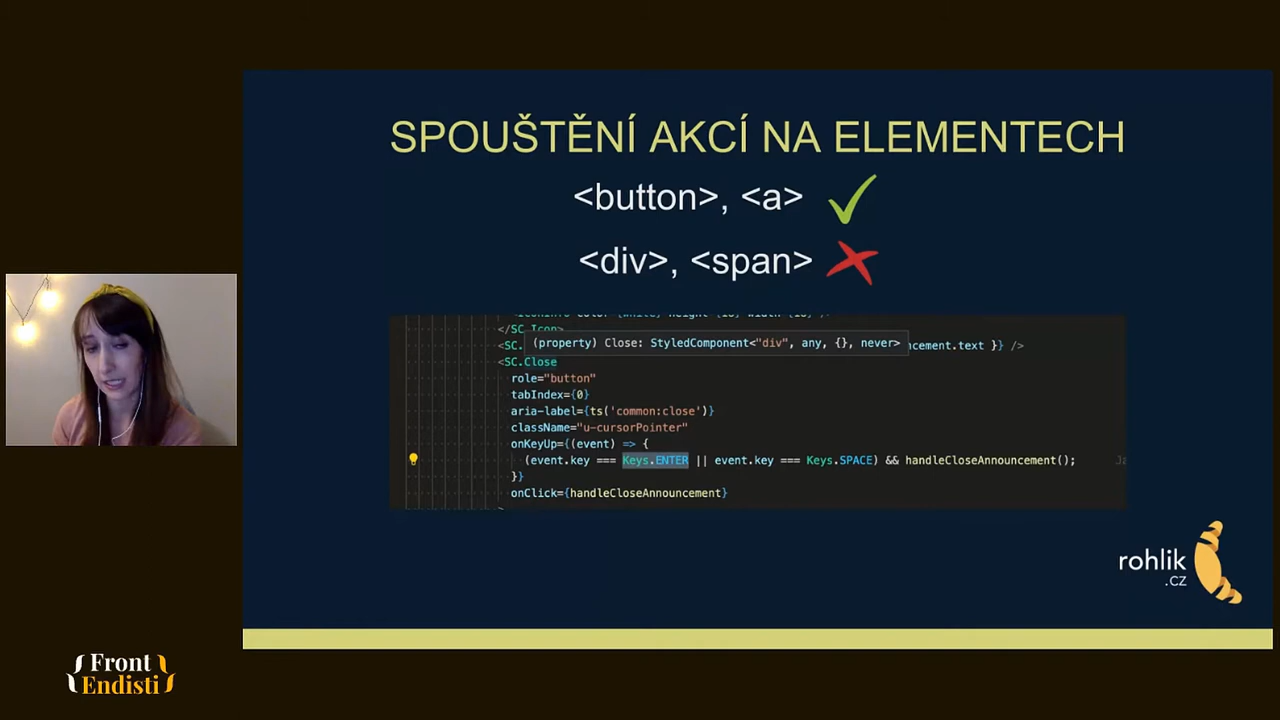 SPOUŠTĚNÍ AKCÍ NA ELEMENTECH
<button>, <a>
<div>, <span>
</SC.Icon>
<SC.
(property) Close: StyledComponent<"div", any, {}, never>
ncement.text }} />
<SC.Close
role="button"
tabIndex={0}
aria-label={ts('common:close')}
className="u-cursorPointer"
onKeyUp={(event) => {
(event.key === Keys.ENTER || event.key === Keys.SPACE) && handleCloseAnnouncement();
}}
onClick={handleCloseAnnouncement}
rohlik
.cz
{Front
Endisti}